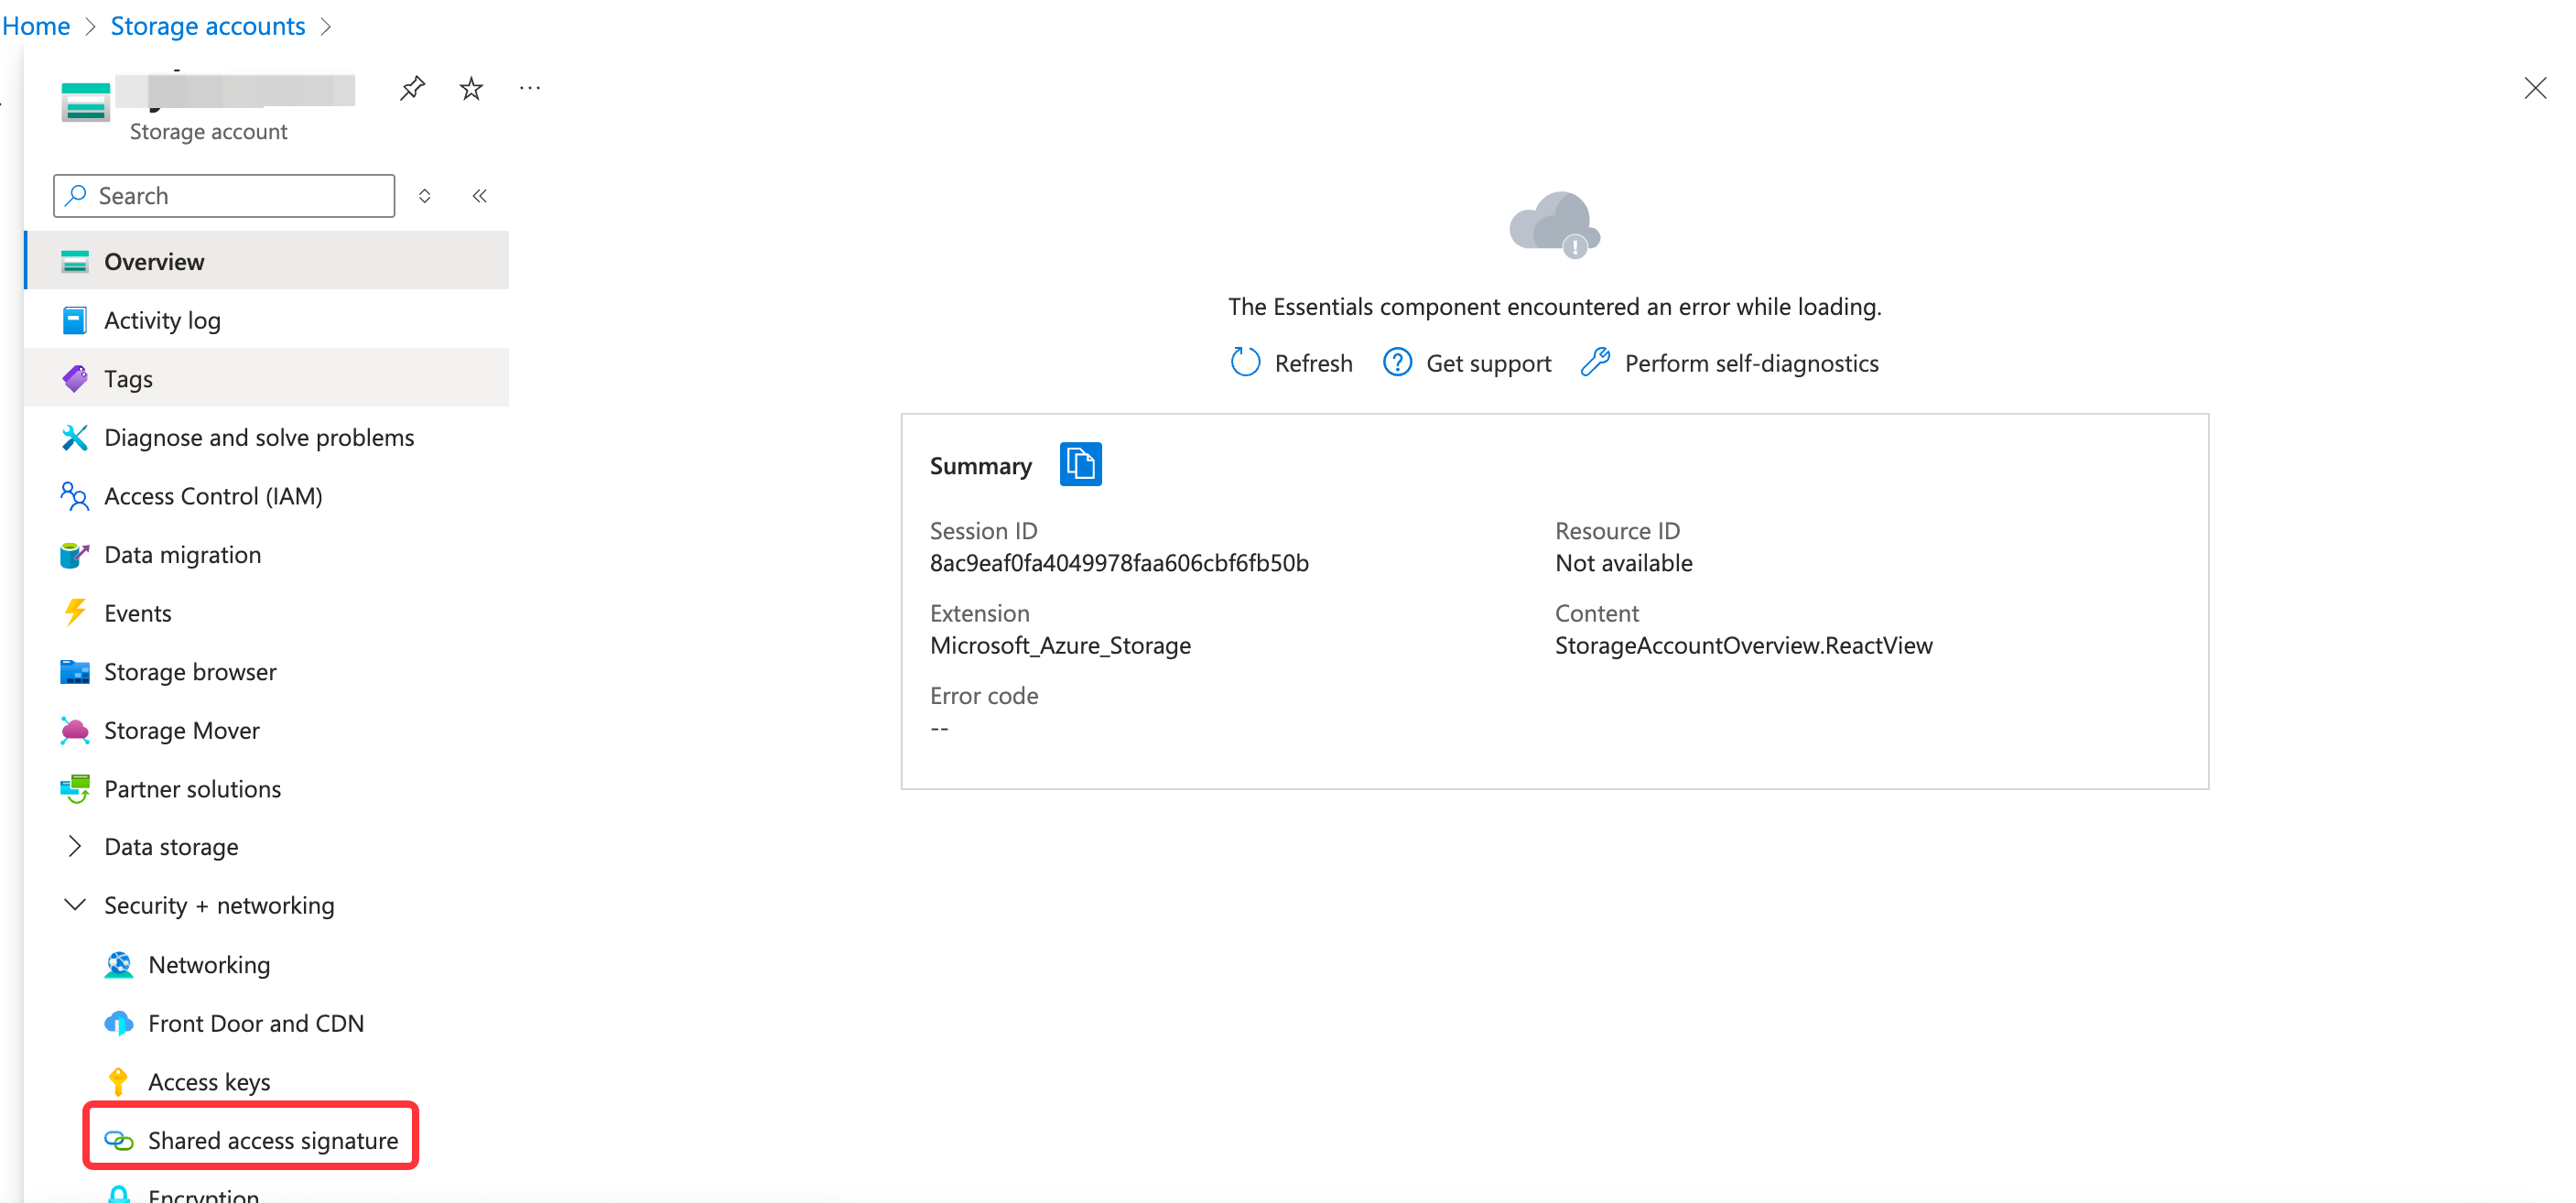 Home > Storage accounts >
Storage account
Search
Overview
Activity log
Tags
Diagnose and solve problems
Access Control (IAM)
Data migration
Events
Storage browser
Storage Mover
Partner solutions
Data storage
Security + networking
Networking
Front Door and CDN
Access keys
Shared access signature
Encryption
The Essentials component encountered an error while loading.
Refresh Get support Perform self-diagnostics
Summary
Session ID
8ac9eaf0fa4049978faa606cbf6fb50b
Resource ID
Not available
Extension
Microsoft_Azure_Storage
Content
StorageAccountOverview.ReactView
Error code
--